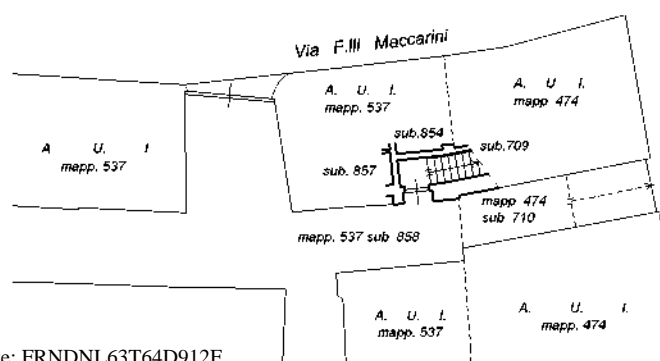 Via F.lli Maccarini
A. U. I.
mapp. 537
A. U. I.
mapp 474
A U I
mapp. 537
sub.854
sub.709
sub. 857
mapp 474
sub 710
mapp. 537 sub 858
A. U. I.
mapp. 537
A. U. I.
mapp. 474
e: FRNDNL63T64D912F